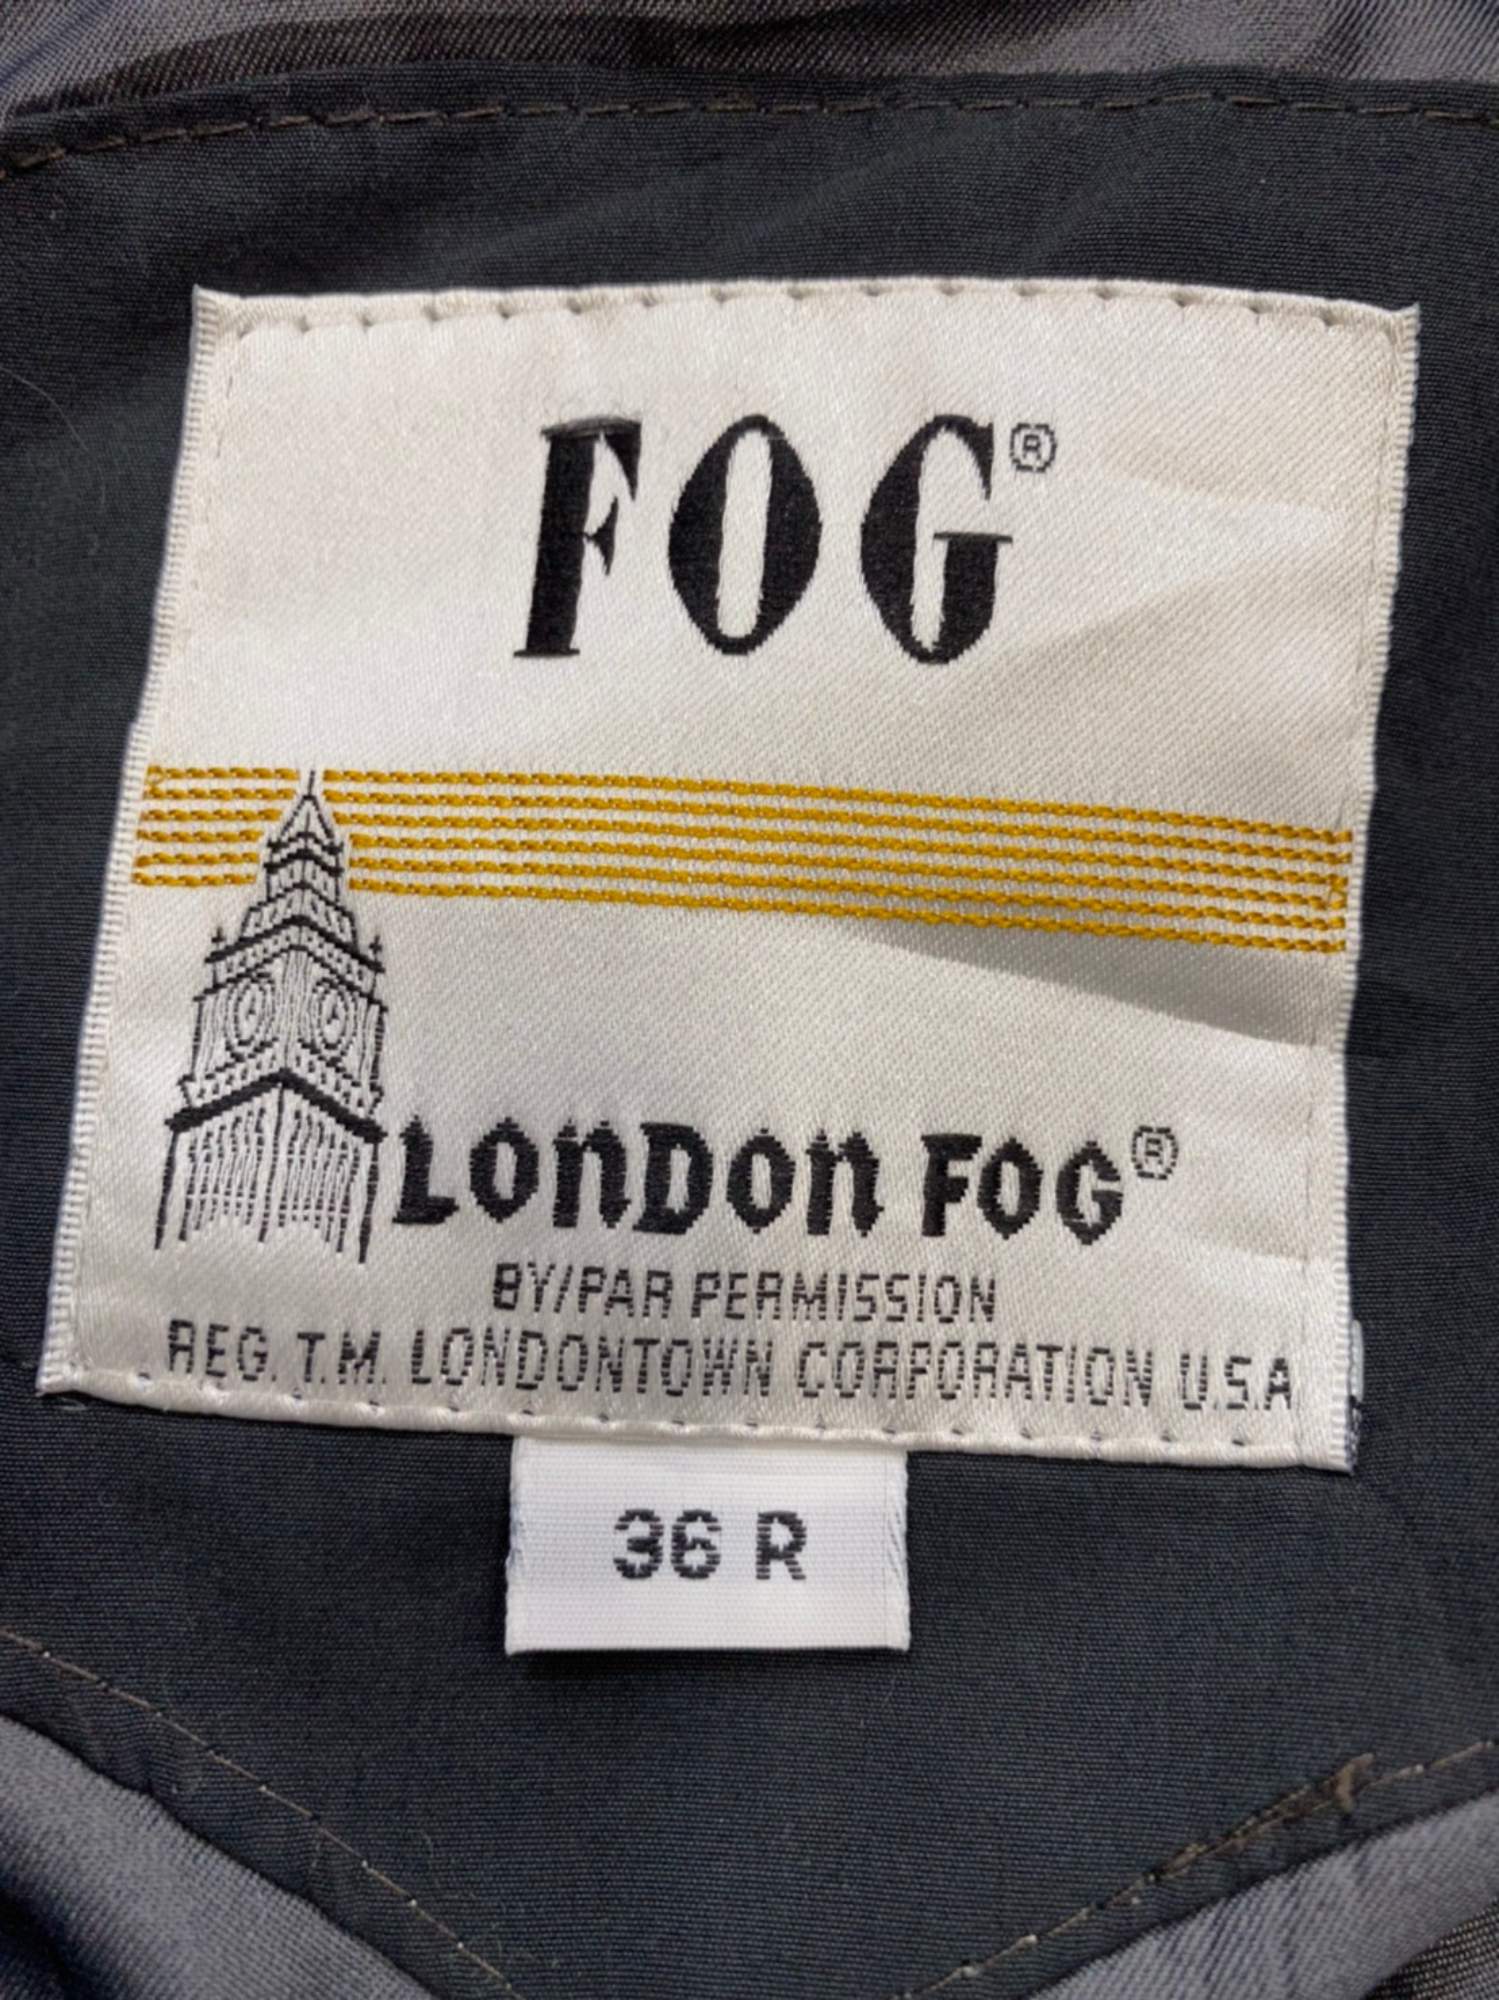 FOG®
LONDON FOG®
BY/PAR PERMISSION
REG. T.M. LONDONTOWN CORPORATION U.S.A
36 R